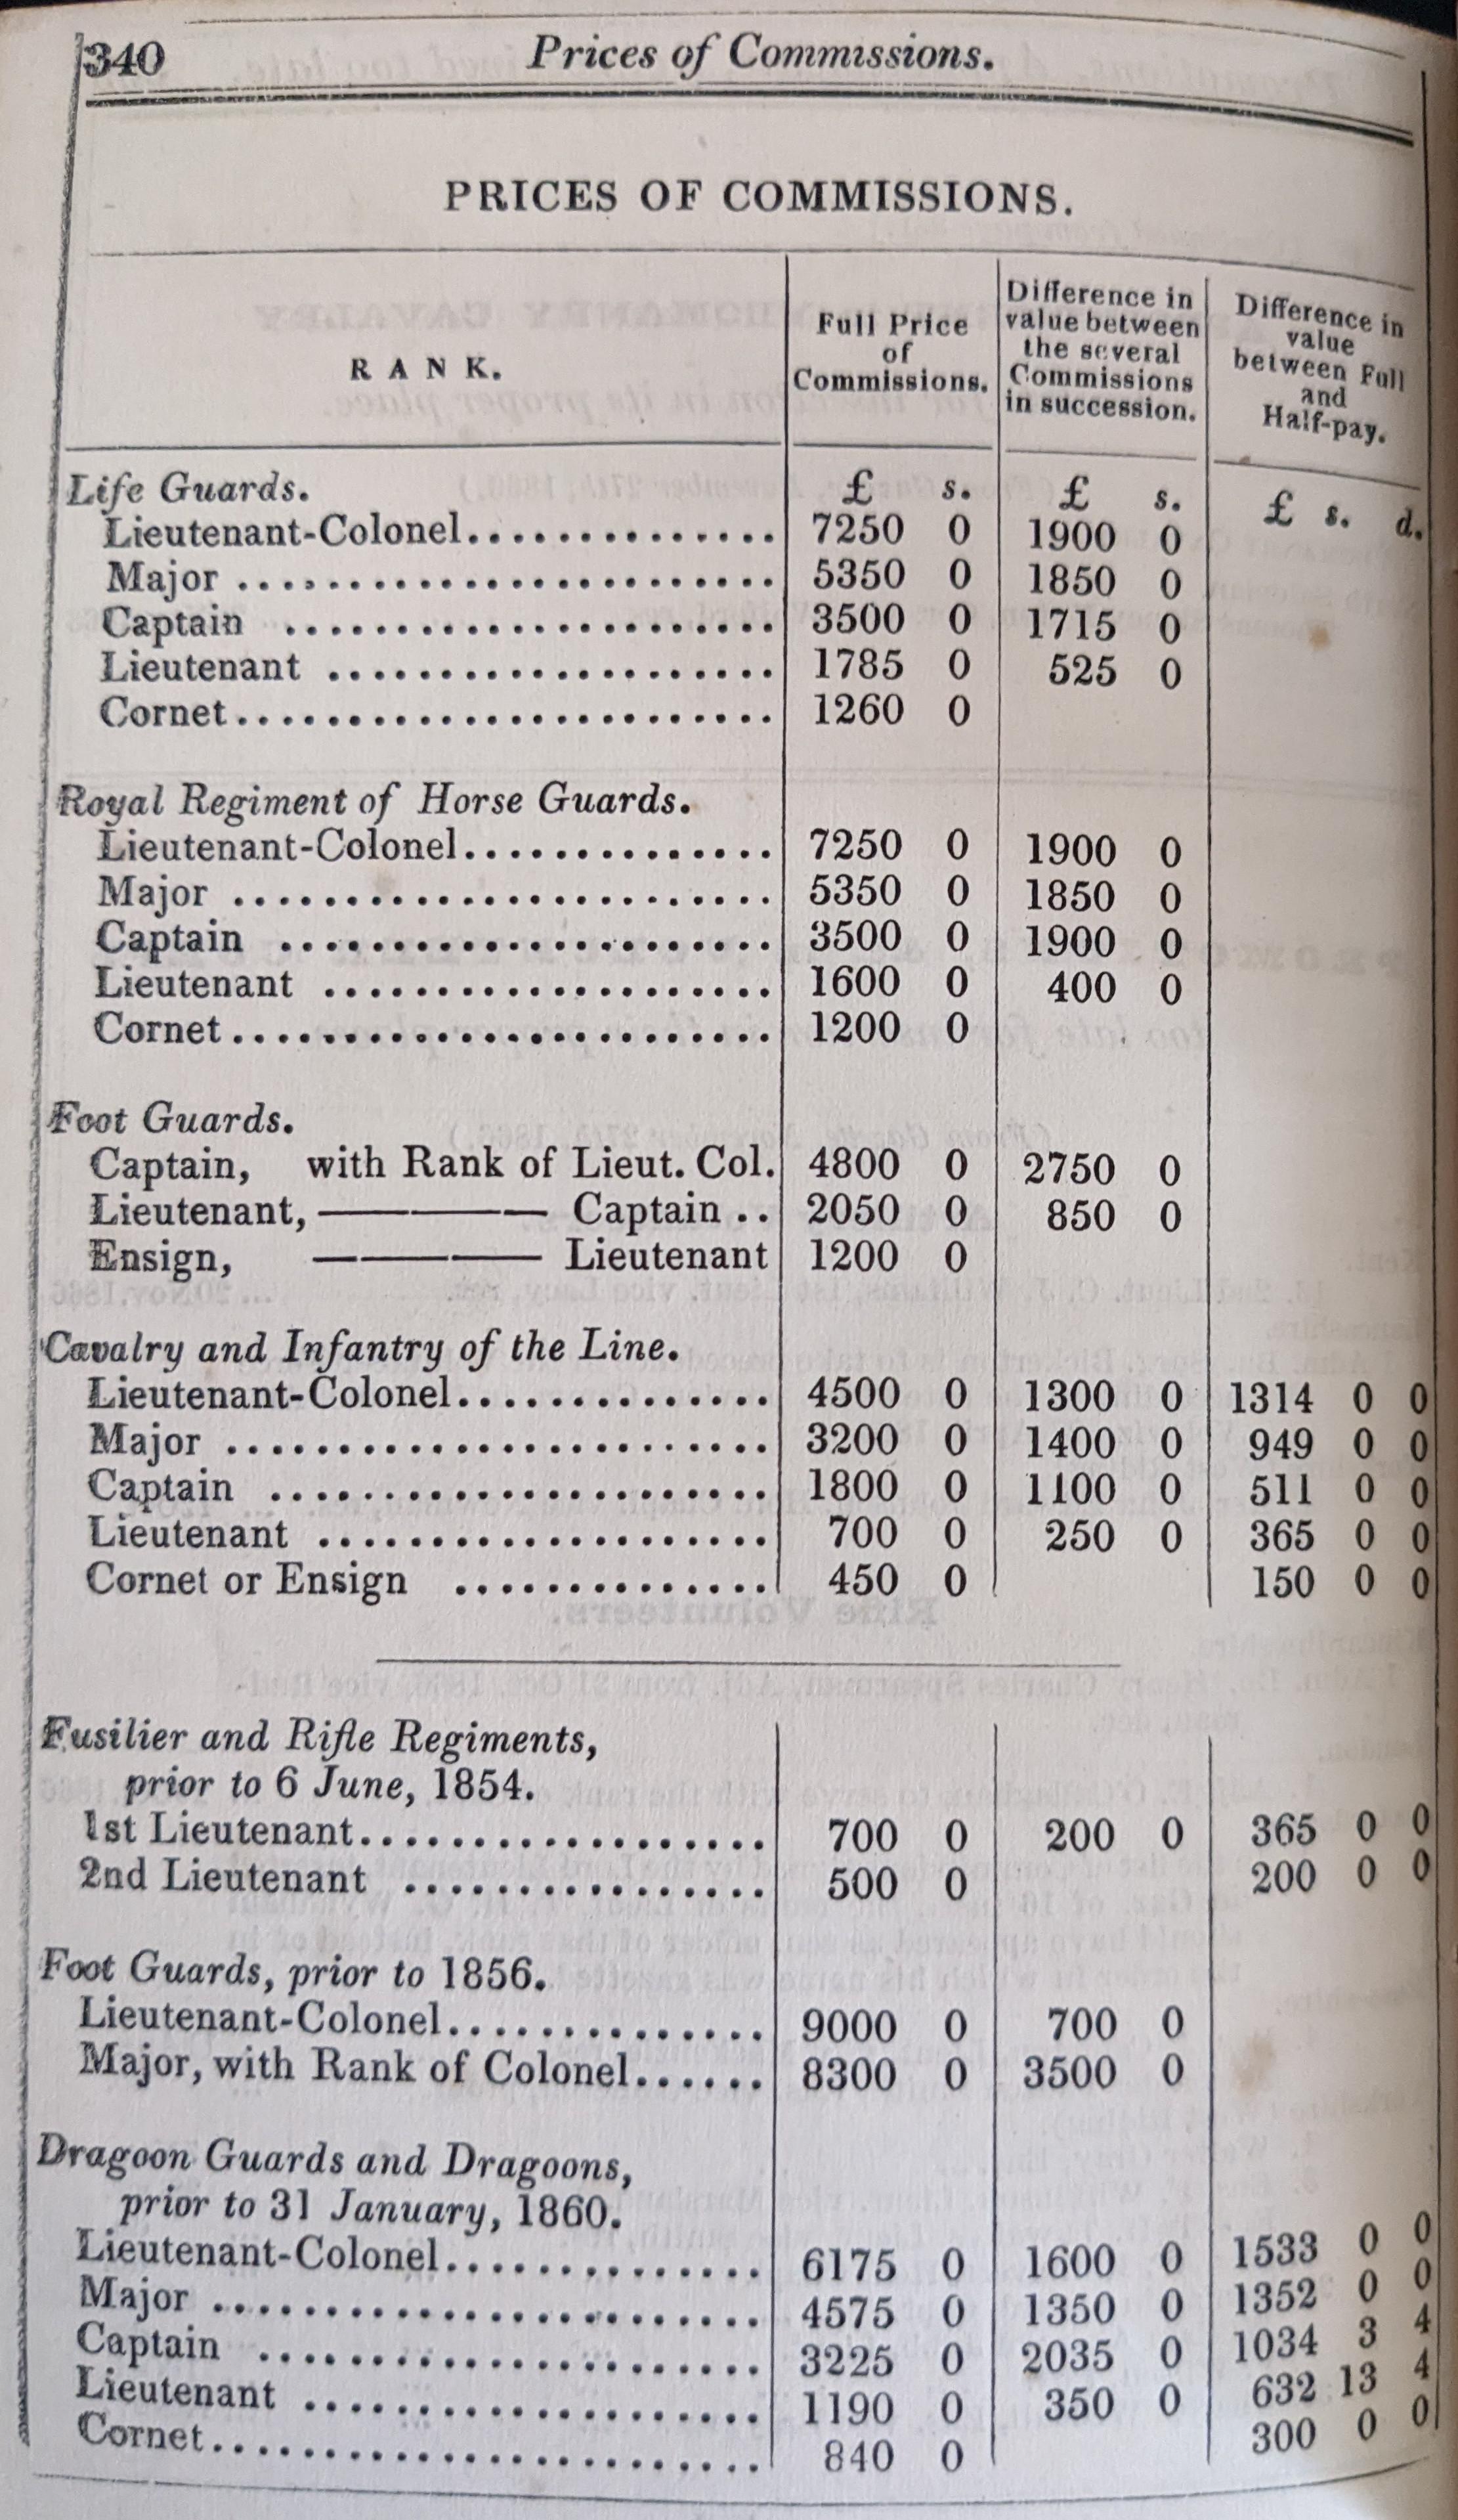 340 Prices of Commissions.
PRICES OF COMMISSIONS.
RANK. Full Price of Commissions. Difference in value between the several Commissions in succession. Difference in value between Full and Half-pay.
Life Guards. £ s. £ s. £ s. d.
Lieutenant-Colonel.............. 7250 0 1900 0
Major ........................ 5350 0 1850 0
Captain ...................... 3500 0 1715 0
Lieutenant .................... 1785 0 525 0
Cornet........................ 1260 0
Royal Regiment of Horse Guards.
Lieutenant-Colonel.............. 7250 0 1900 0
Major ........................ 5350 0 1850 0
Captain ...................... 3500 0 1900 0
Lieutenant .................... 1600 0 400 0
Cornet........................ 1200 0
Foot Guards.
Captain, with Rank of Lieut. Col. 4800 0 2750 0
Lieutenant, ———— Captain .. 2050 0 850 0
Ensign, ———— Lieutenant 1200 0
Cavalry and Infantry of the Line.
Lieutenant-Colonel.............. 4500 0 1300 0 1314 0 0
Major ........................ 3200 0 1400 0 949 0 0
Captain ...................... 1800 0 1100 0 511 0 0
Lieutenant .................... 700 0 250 0 365 0 0
Cornet or Ensign .............. 450 0 150 0 0
Fusilier and Rifle Regiments,
prior to 6 June, 1854.
1st Lieutenant.................. 700 0 200 0 365 0 0
2nd Lieutenant ................ 500 0 200 0 0
Foot Guards, prior to 1856.
Lieutenant-Colonel.............. 9000 0 700 0
Major, with Rank of Colonel...... 8300 0 3500 0
Dragoon Guards and Dragoons,
prior to 31 January, 1860.
Lieutenant-Colonel.............. 6175 0 1600 0 1533 0 0
Major ........................ 4575 0 1350 0 1352 0 0
Captain ...................... 3225 0 2035 0 1034 3 4
Lieutenant .................... 1190 0 350 0 632 13 4
Cornet........................ 840 0 300 0 0